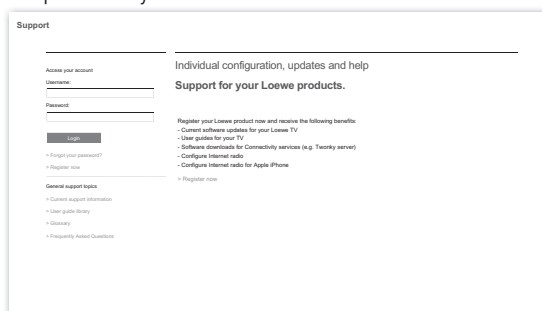 Support
Access your account
Username:
Password:
Login
> Forgot your password?
> Register now
General support topics
> Current support information
> User guide library
> Glossary
> Frequently Asked Questions
Individual configuration, updates and help
Support for your Loewe products.
Register your Loewe product now and receive the following benefits:
- Current software updates for your Loewe TV
- User guides for your TV
- Software downloads for Connectivity services (e.g. Twonky server)
- Configure Internet radio
- Configure Internet radio for Apple iPhone
> Register now